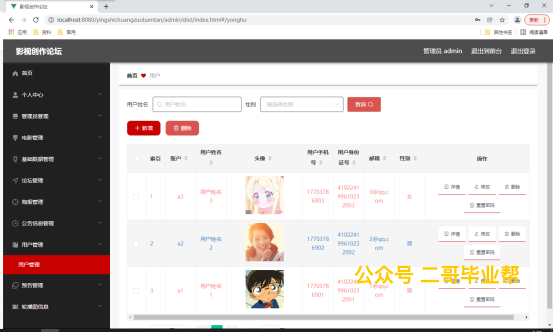 影视创作论坛
localhost:8080/yingshichuangzuoluntan/admin/dist/index.html#/yonghu
应用 资料 常用 其他书签 阅读清单
影视创作论坛 管理员 admin 退出到前台 退出登录
首页
个人中心
管理员管理
电影管理
基础数据管理
论坛管理
海报管理
公告信息管理
用户管理
用户管理
预告管理
轮播图信息
首页 用户
用户姓名 用户姓名 性别 请选择性别 查询
+ 新增 删除
索引 账户 用户姓名 头像 用户手机号 用户身份证号 邮箱 性别 操作
1 a3 用户姓名3 17703786903 410224199610232003 3@qq.com 女 详情 修改 删除
重置密码
2 a2 用户姓名2 17703786902 410224199610232002 2@qq.com 男 详情 修改 删除
重置密码
3 a1 用户姓名1 17703786901 410224199610232001 1@qq.com 男
公众号 二哥毕业帮